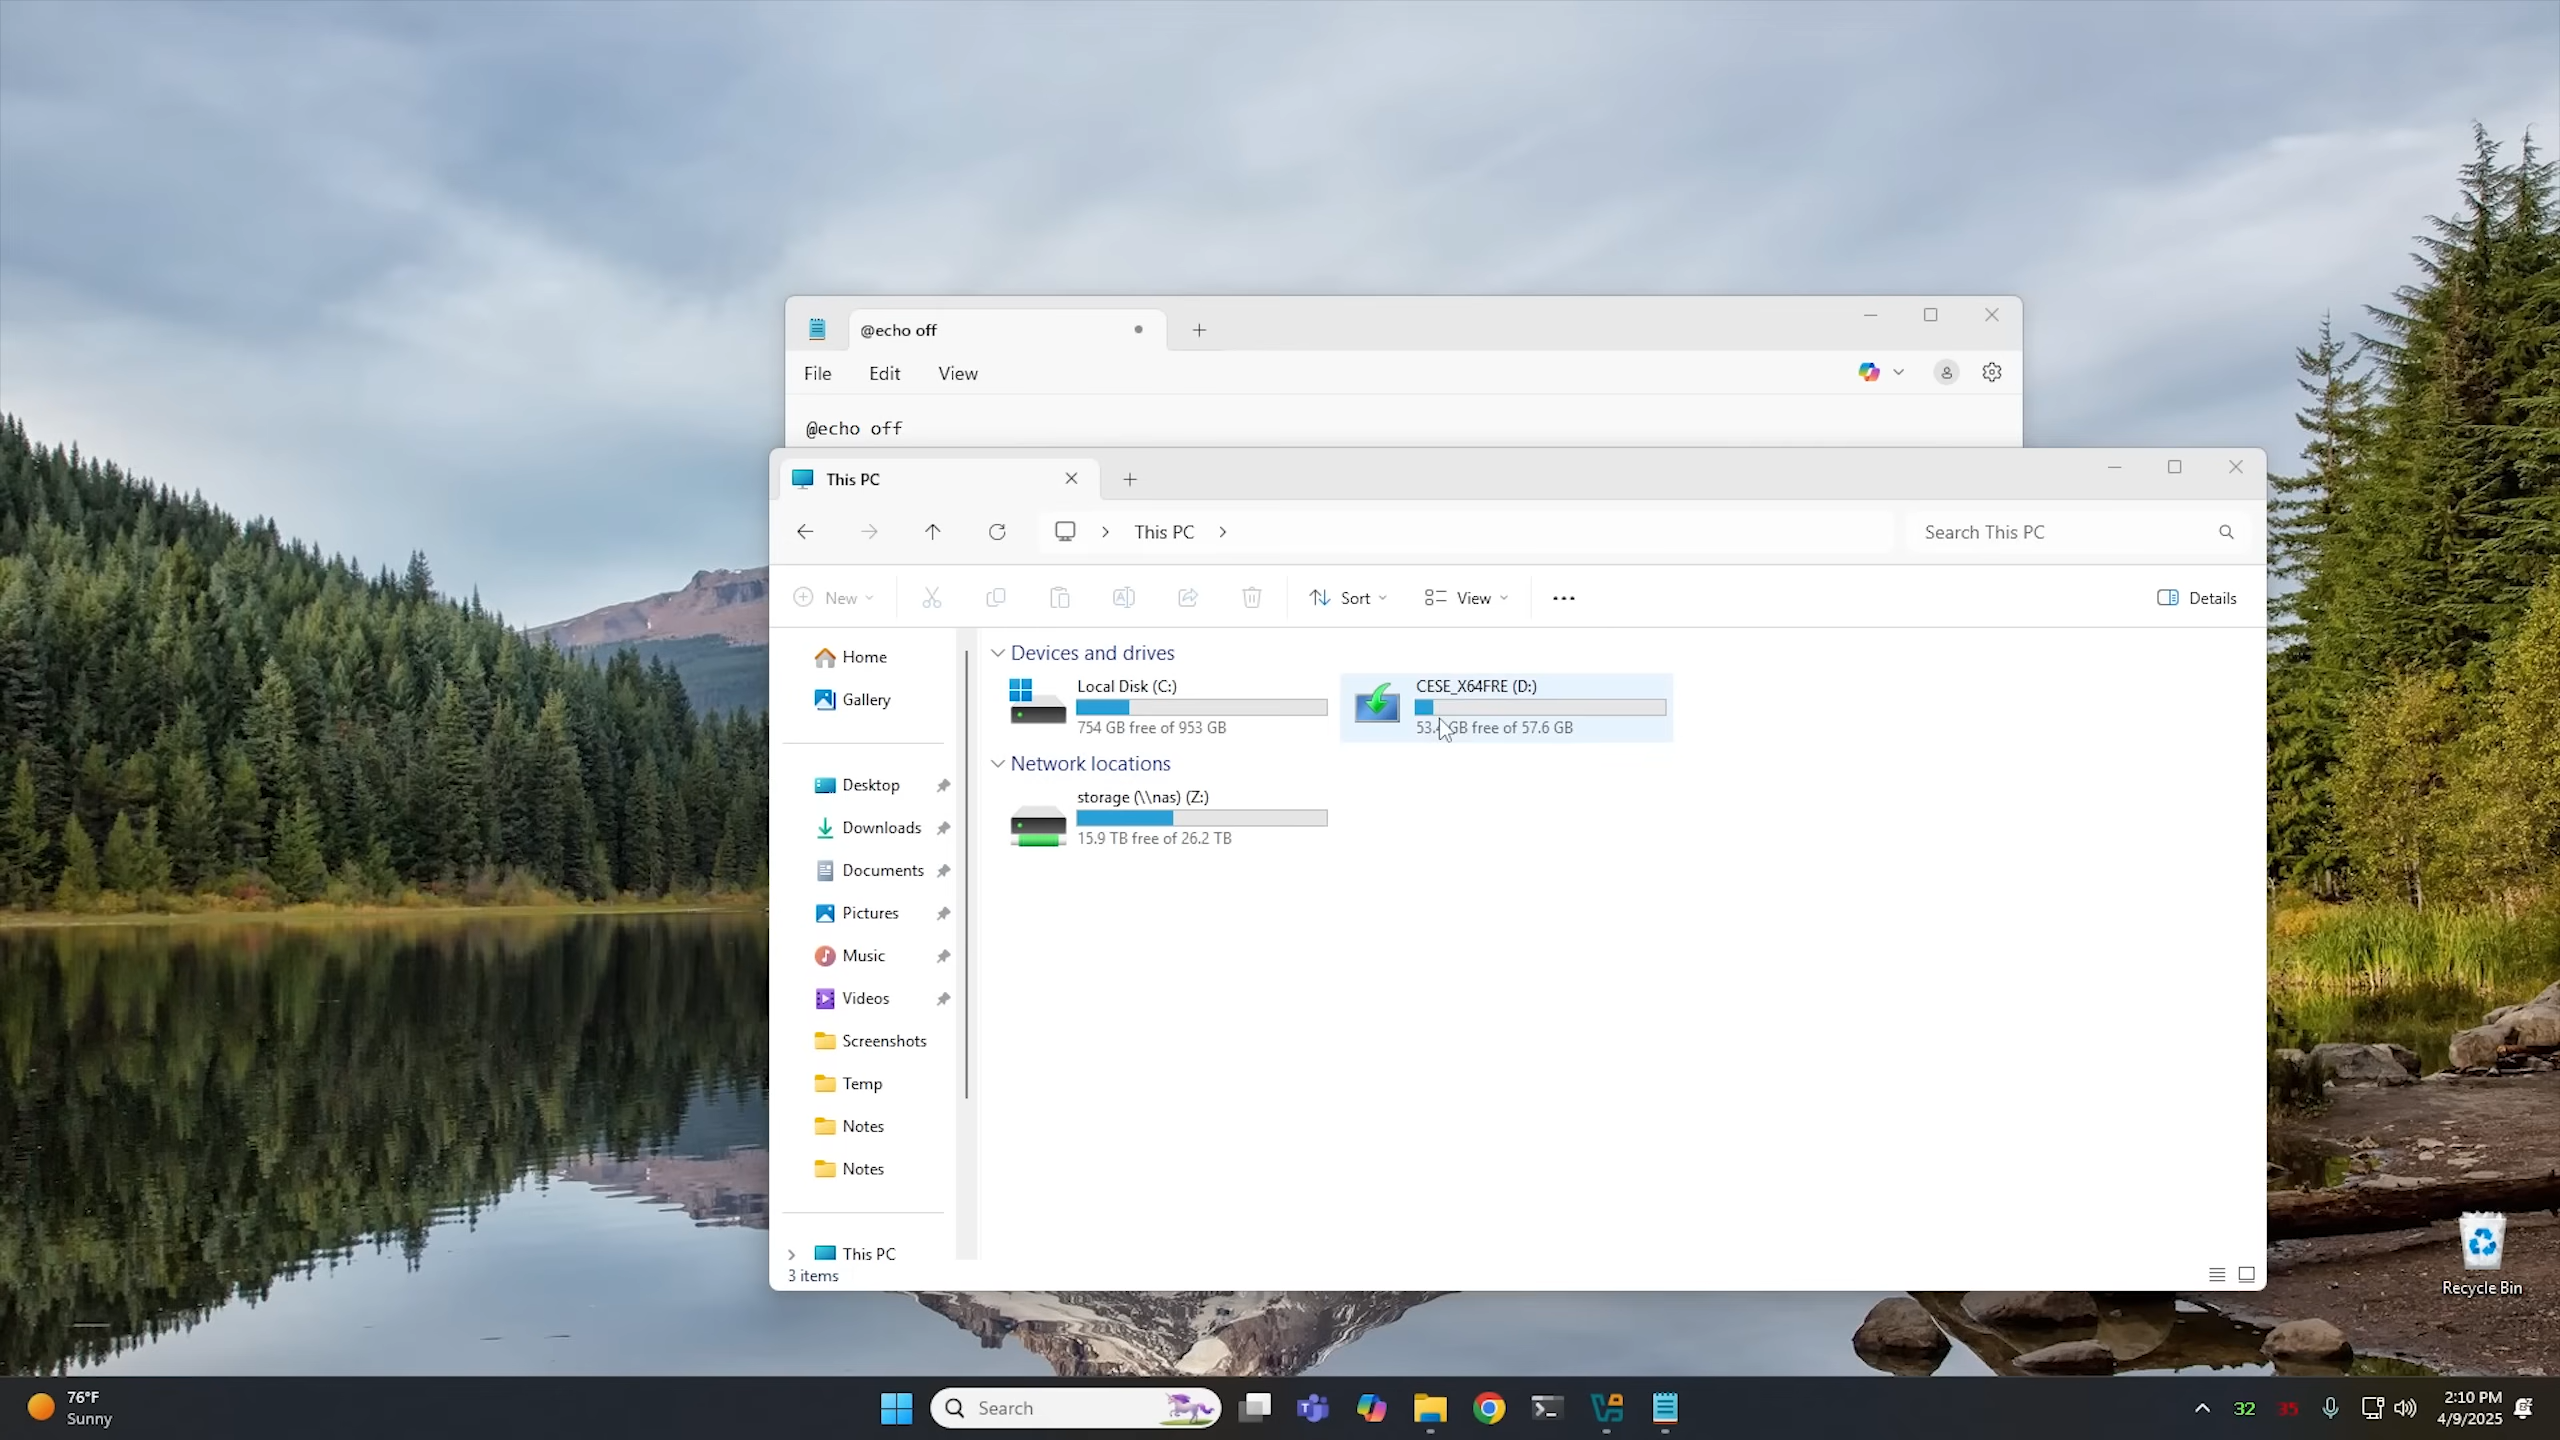 @echo off
File Edit View
@echo off
This PC
This PC
Search This PC
New
Sort
View
Details
Home
Gallery
Desktop
Downloads
Documents
Pictures
Music
Videos
Screenshots
Temp
Notes
Notes
This PC
Devices and drives
Local Disk (C:)
754 GB free of 953 GB
CESE_X64FRE (D:)
GB free of 57.6 GB
Network locations
storage (\\nas) (Z:)
15.9 TB free of 26.2 TB
3 items
Recycle Bin
76°F
Sunny
Search
32
35
2:10 PM
4/9/2025